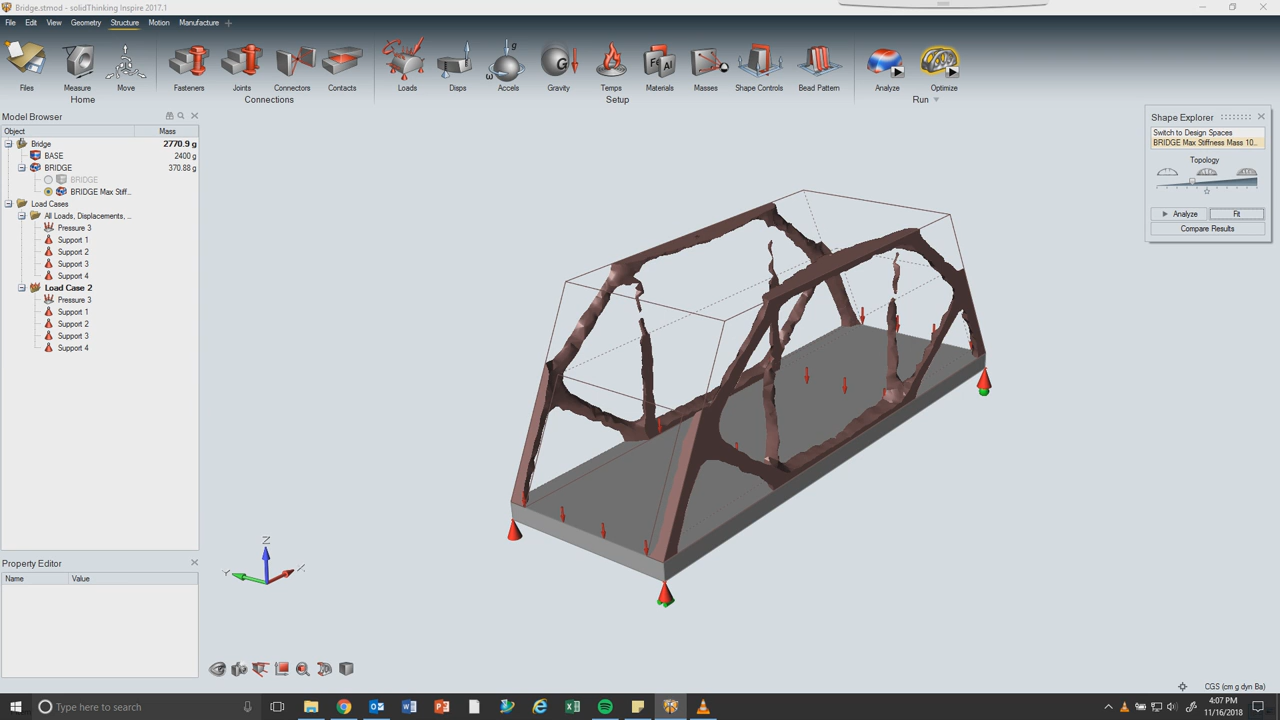 Bridge.stmod - solidThinking Inspire 2017.1
File Edit View Geometry Structure Motion Manufacture +
Files Measure Move Fasteners Joints Connectors Contacts Loads Disps Accels Gravity Temps Materials Masses Shape Controls Bead Pattern Analyze Optimize
Home Connections Setup Run
Model Browser
Object Mass
Bridge 2770.9 g
BASE 2400 g
BRIDGE 370.88 g
BRIDGE
BRIDGE Max Stiff...
Load Cases
All Loads, Displacements, ...
Pressure 3
Support 1
Support 2
Support 3
Support 4
Load Case 2
Pressure 3
Support 1
Support 2
Support 3
Support 4
Property Editor
Name Value
Shape Explorer
Switch to Design Spaces
BRIDGE Max Stiffness Mass 10...
Topology
Analyze Fit
Compare Results
Z
Y X
CGS (cm g dyn Ba)
Type here to search
4:07 PM
11/16/2018